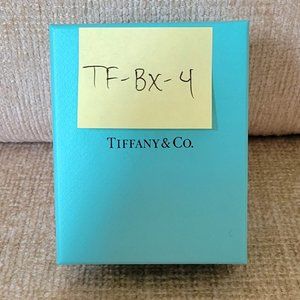 TF-BX-4
TIFFANY & CO.